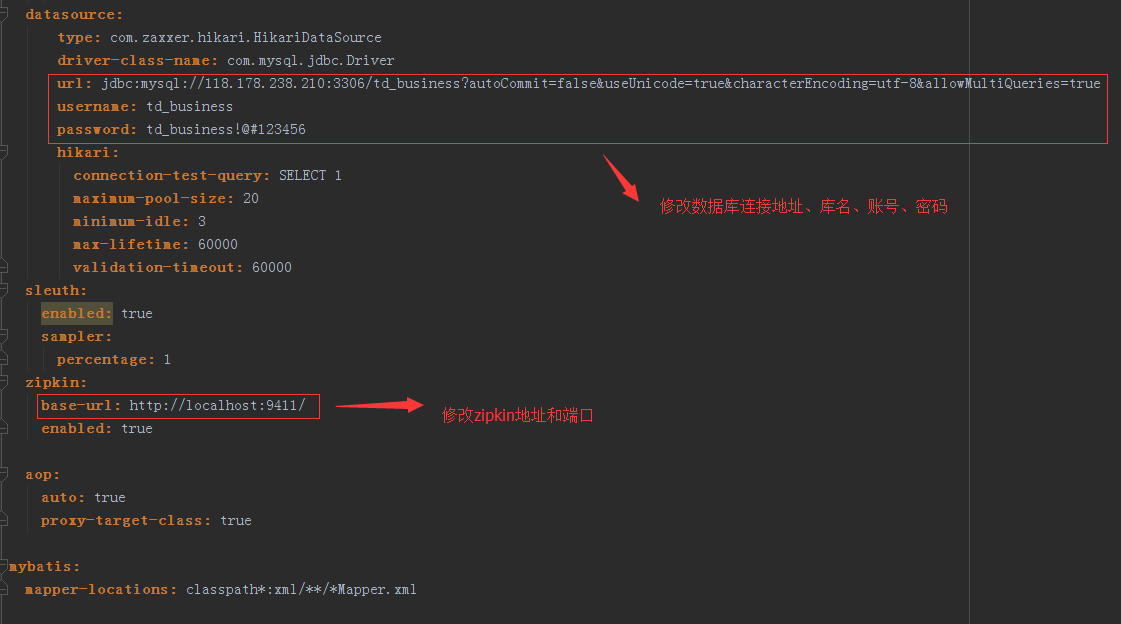 datasource:
type: com.zaxxer.hikari.HikariDataSource
driver-class-name: com.mysql.jdbc.Driver
url: jdbc:mysql://118.178.238.210:3306/td_business?autoCommit=false&useUnicode=true&characterEncoding=utf-8&allowMultiQueries=true
username: td_business
password: td_business!@#123456
hikari:
connection-test-query: SELECT 1
maximum-pool-size: 20
修改数据库连接地址、库名、账号、密码
minimum-idle: 3
max-lifetime: 60000
validation-timeout: 60000
sleuth:
enabled: true
sampler:
percentage: 1
zipkin:
base-url: http://localhost:9411/
修改zipkin地址和端口
enabled: true
aop:
auto: true
proxy-target-class: true
mybatis:
mapper-locations: classpath*:xml/**/*Mapper.xml